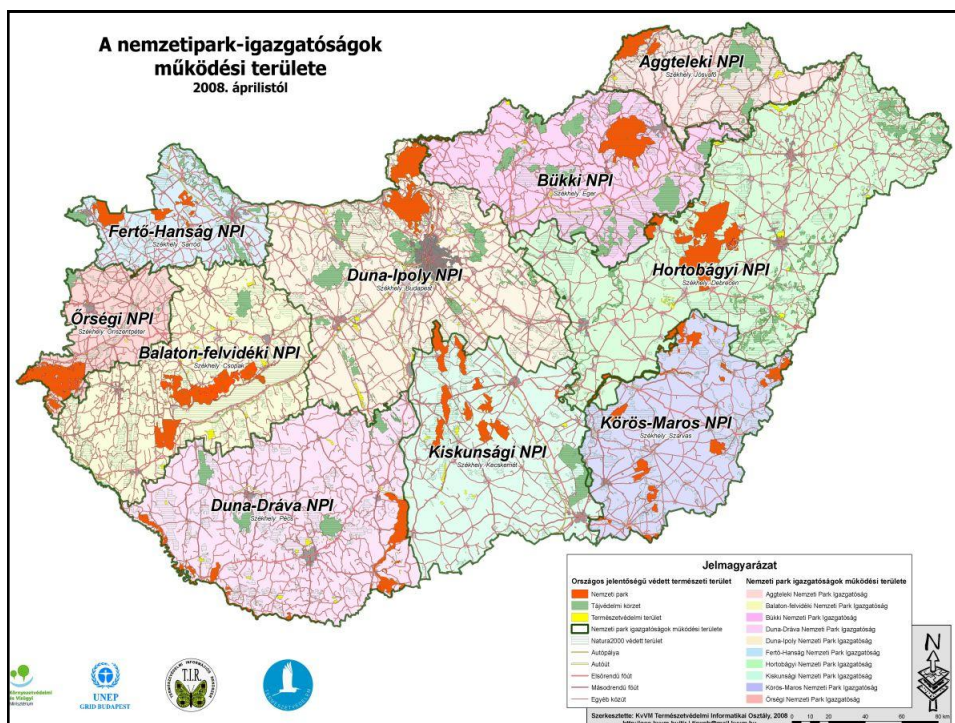 A nemzetipark-igazgatóságok
működési területe
2008. áprilistól
Aggteleki NPI
Székhely Jósvafő
Bükki NPI
Székhely Eger
Fertő-Hanság NPI
Székhely Sarród
Duna-Ipoly NPI
Székhely Budapest
Hortobágyi NPI
Székhely Debrecen
Őrségi NPI
Székhely Őriszentpéter
Balaton-felvidéki NPI
Székhely Csopak
Körös-Maros NPI
Székhely Szarvas
Kiskunsági NPI
Székhely Kecskemét
Duna-Dráva NPI
Székhely Pécs
Jelmagyarázat
Országos jelentőségű védett természeti terület
Nemzeti park
Tájvédelmi körzet
Természetvédelmi terület
Nemzeti park igazgatóságok működési területe
Natura2000 védett terület
Autópálya
Autóút
Elsőrendű főút
Másodrendű főút
Egyéb közút
Nemzeti park igazgatóságok működési területe
Aggteleki Nemzeti Park Igazgatóság
Balaton-felvidéki Nemzeti Park Igazgatóság
Bükki Nemzeti Park Igazgatóság
Duna-Dráva Nemzeti Park Igazgatóság
Duna-Ipoly Nemzeti Park Igazgatóság
Fertő-Hanság Nemzeti Park Igazgatóság
Hortobágyi Nemzeti Park Igazgatóság
Kiskunsági Nemzeti Park Igazgatóság
Körös-Maros Nemzeti Park Igazgatóság
Őrségi Nemzeti Park Igazgatóság
N
Szerkesztette: KvVM Természetvédelmi Informatikai Osztály, 2008
0 10 20 40 60 80 km
Környezetvédelmi
és Vízügyi
Minisztérium
UNEP
GRID BUDAPEST
T.I.R.